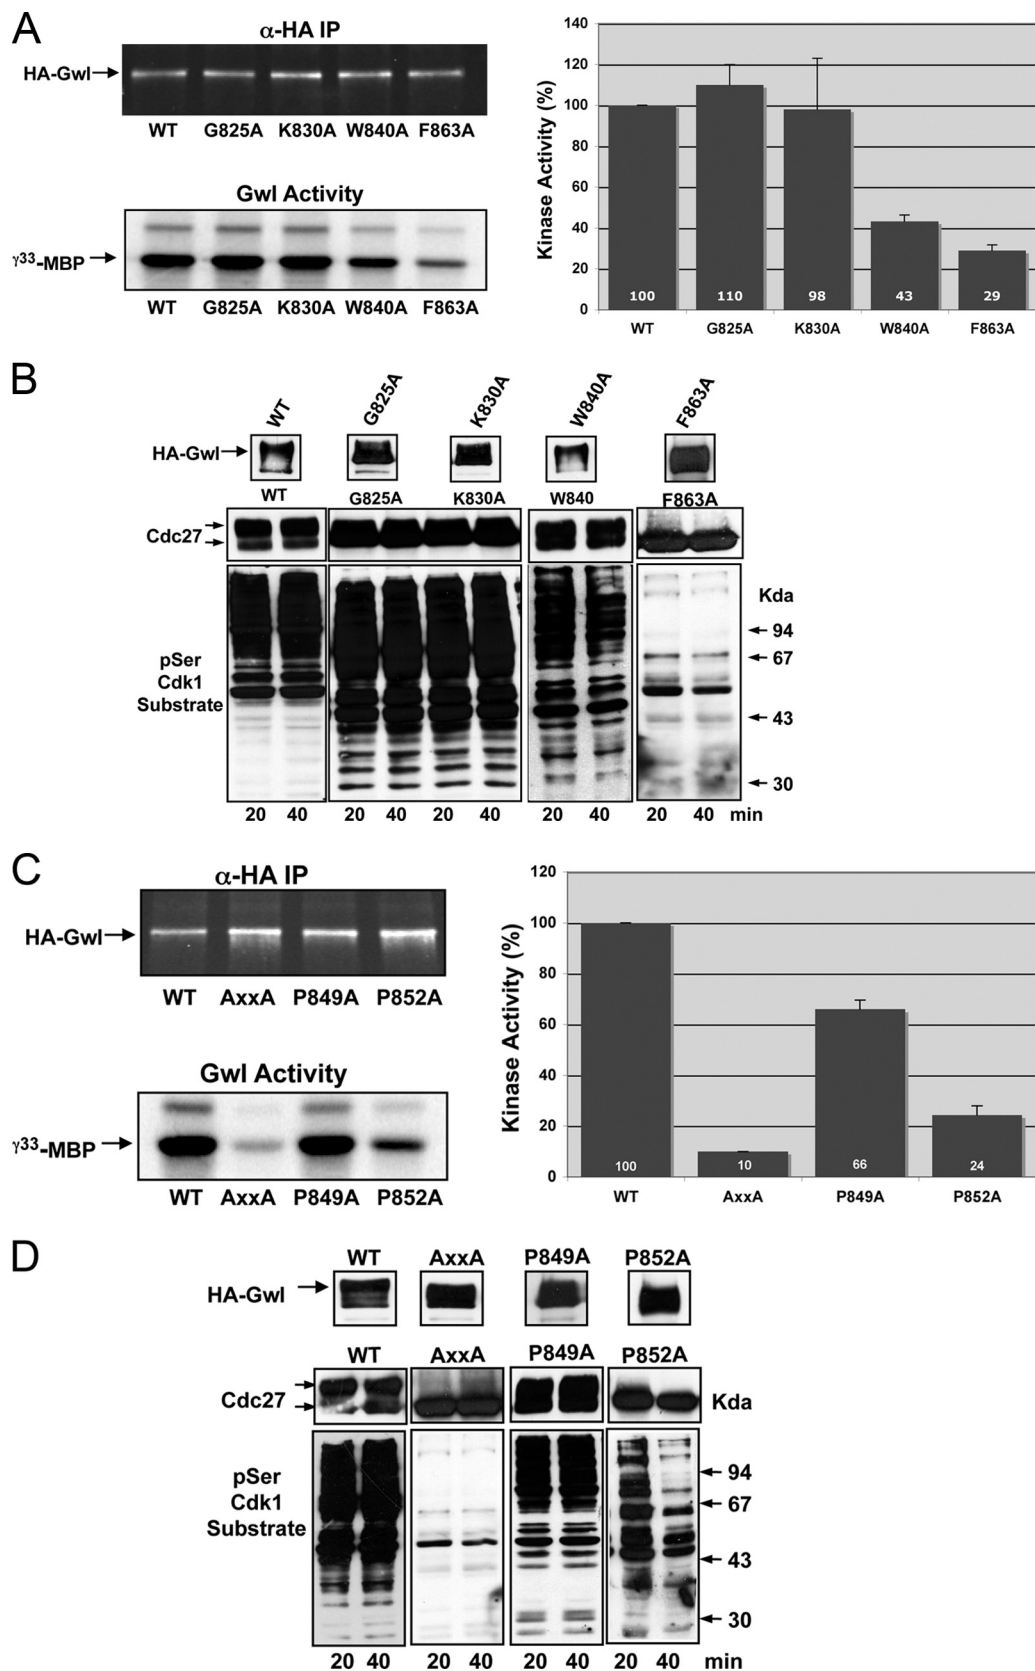 A
α-HA IP
HA-Gwl
WT G825A K830A W840A F863A
Gwl Activity
γ33-MBP
WT G825A K830A W840A F863A
Kinase Activity (%)
140
120
100
80
60
40
20
0
100 110 98 43 29
WT G825A K830A W840A F863A
B
WT G825A K830A W840A F863A
HA-Gwl
WT G825A K830A W840 F863A
Cdc27
pSer
Cdk1
Substrate
Kda
94
67
43
30
20 40 20 40 20 40 20 40 20 40 min
C
α-HA IP
HA-Gwl
WT AxxA P849A P852A
Gwl Activity
γ33-MBP
WT AxxA P849A P852A
Kinase Activity (%)
120
100
80
60
40
20
0
100 10 66 24
WT AxxA P849A P852A
D
WT AxxA P849A P852A
HA-Gwl
WT AxxA P849A P852A
Cdc27
Kda
pSer
Cdk1
Substrate
94
67
43
30
20 40 20 40 20 40 20 40 min